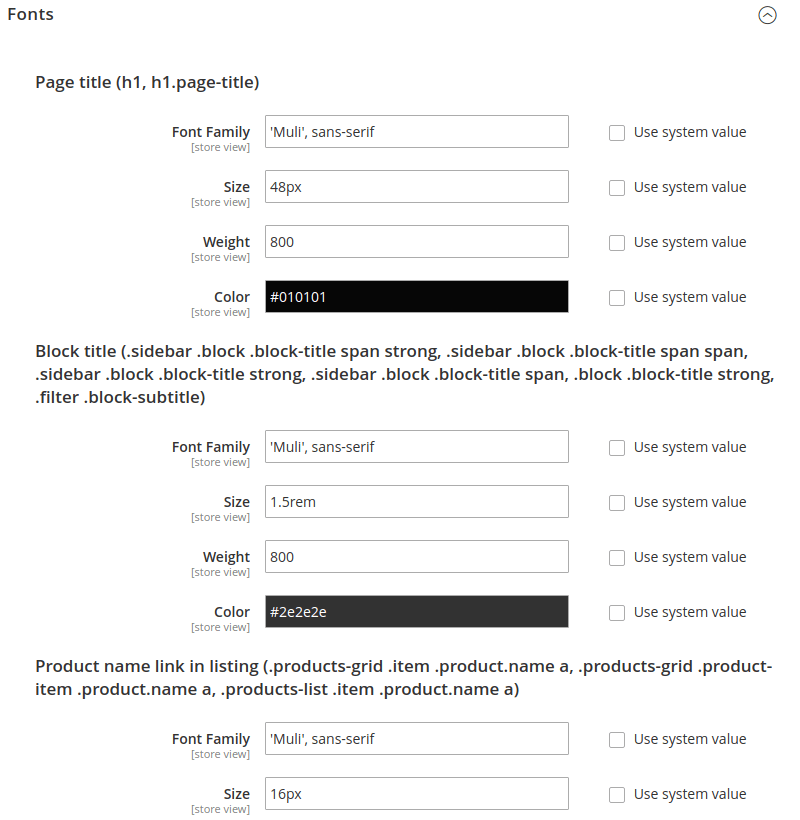 Fonts
Page title (h1, h1.page-title)
Font Family 'Muli', sans-serif Use system value
[store view]
Size 48px Use system value
[store view]
Weight 800 Use system value
[store view]
Color #010101 Use system value
[store view]
Block title (.sidebar .block .block-title span strong, .sidebar .block .block-title span span,
.sidebar .block .block-title strong, .sidebar .block .block-title span, .block .block-title strong,
.filter .block-subtitle)
Font Family 'Muli', sans-serif Use system value
[store view]
Size 1.5rem Use system value
[store view]
Weight 800 Use system value
[store view]
Color #2e2e2e Use system value
[store view]
Product name link in listing (.products-grid .item .product.name a, .products-grid .product-
item .product.name a, .products-list .item .product.name a)
Font Family 'Muli', sans-serif Use system value
[store view]
Size 16px Use system value
[store view]